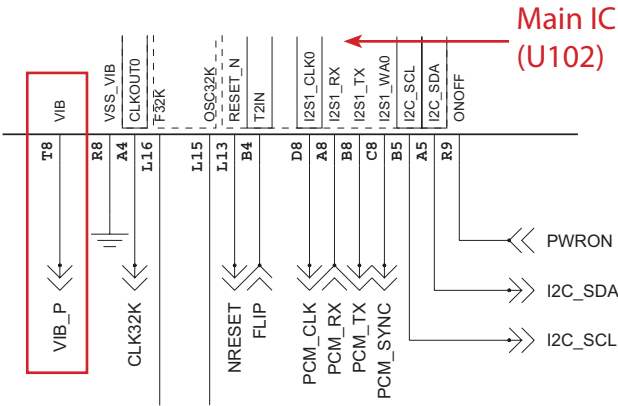 Main IC
(U102)
VIB
VSS_VIB
CLKOUT0
F32K
OSC32K
RESET_N
T2IN
I2S1_CLK0
I2S1_RX
I2S1_TX
I2S1_WA0
I2C_SCL
I2C_SDA
ONOFF
T8
R8
A4
L16
L15
L13
B4
D8
A8
B8
C8
B5
A5
R9
VIB_P
CLK32K
NRESET
FLIP
PCM_CLK
PCM_RX
PCM_TX
PCM_SYNC
PWRON
I2C_SDA
I2C_SCL